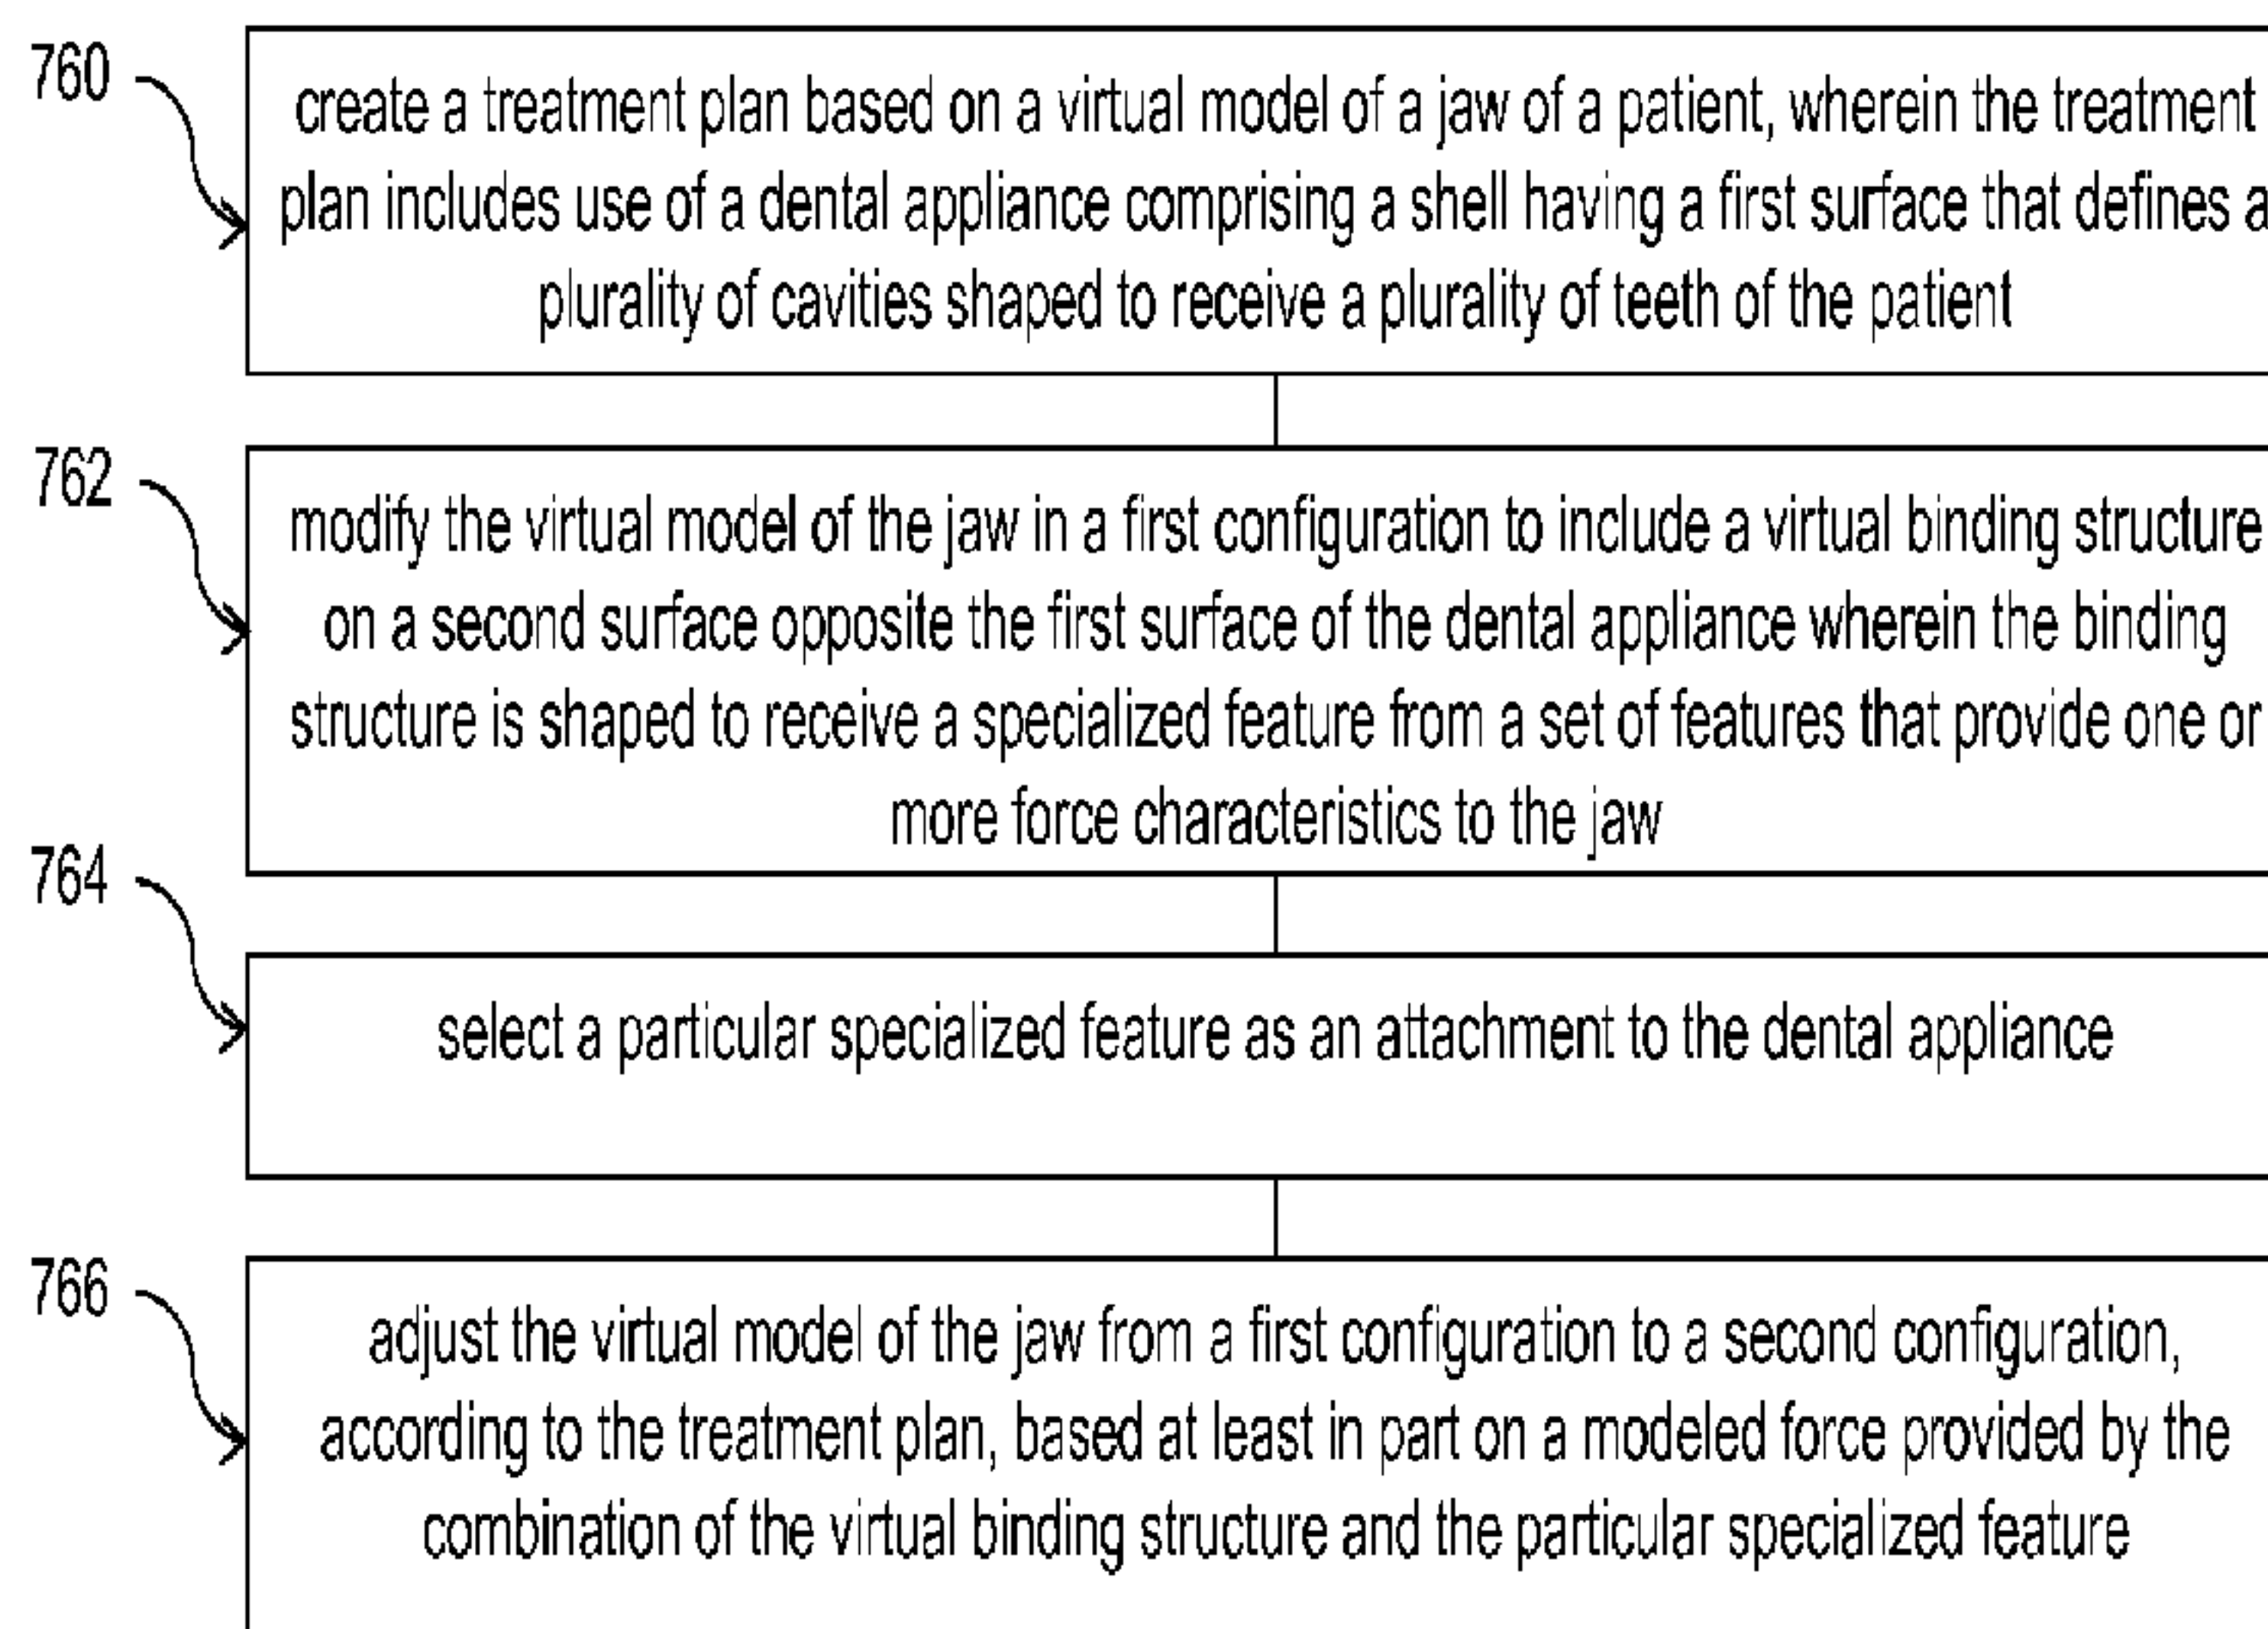 760
create a treatment plan based on a virtual model of a jaw of a patient, wherein the treatment
plan includes use of a dental appliance comprising a shell having a first surface that defines a
plurality of cavities shaped to receive a plurality of teeth of the patient
762
modify the virtual model of the jaw in a first configuration to include a virtual binding structure
on a second surface opposite the first surface of the dental appliance wherein the binding
structure is shaped to receive a specialized feature from a set of features that provide one or
more force characteristics to the jaw
764
select a particular specialized feature as an attachment to the dental appliance
766
adjust the virtual model of the jaw from a first configuration to a second configuration,
according to the treatment plan, based at least in part on a modeled force provided by the
combination of the virtual binding structure and the particular specialized feature